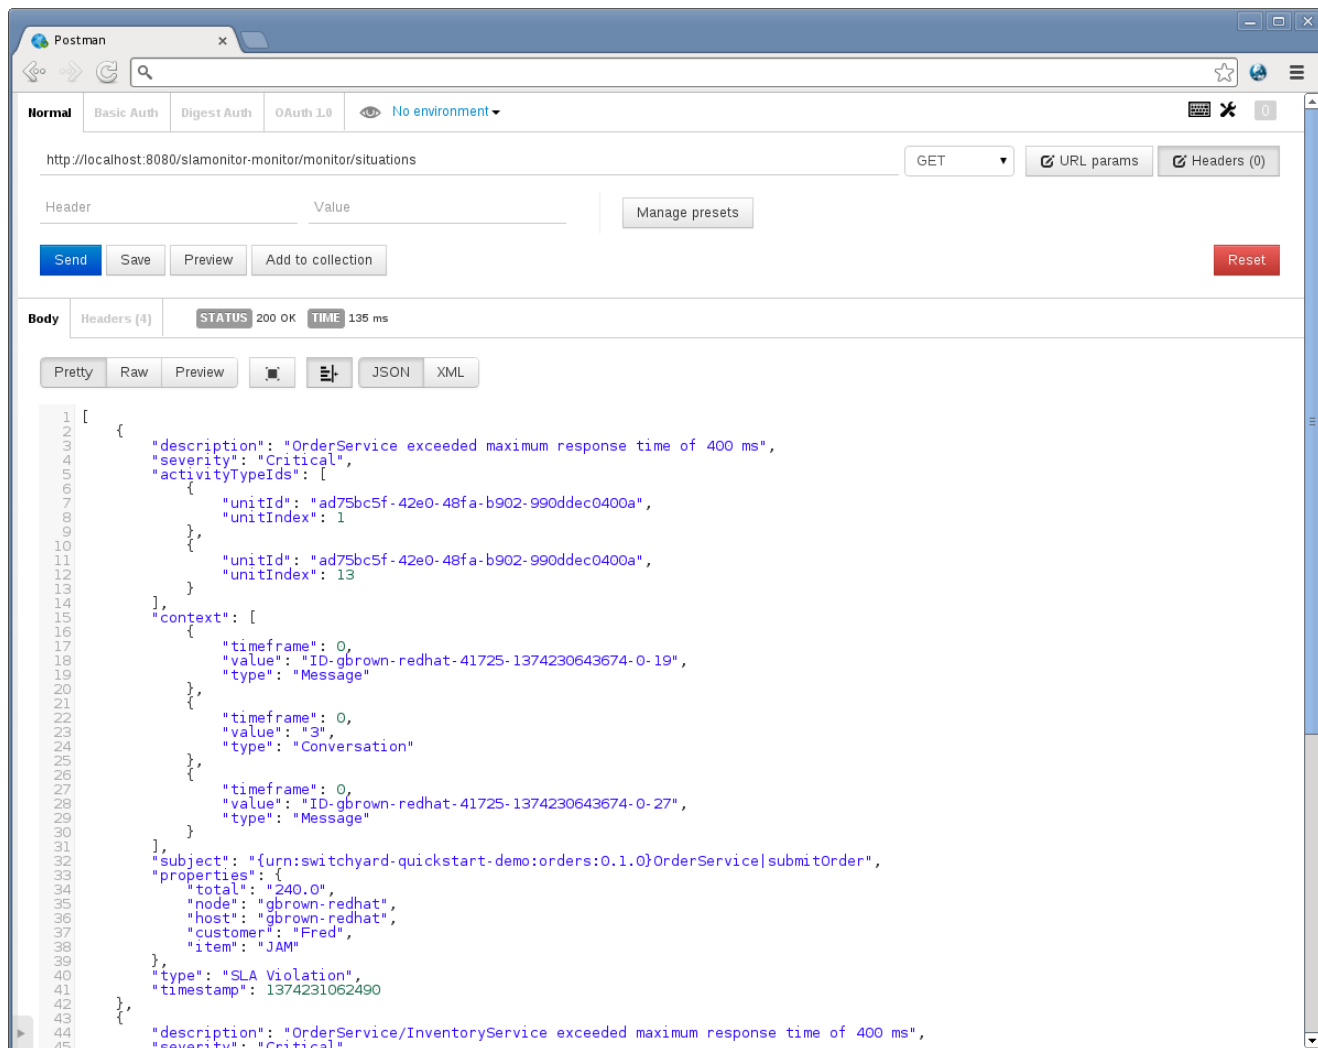 Postman
Normal Basic Auth Digest Auth OAuth 1.0 No environment 0
http://localhost:8080/slamonitor-monitor/monitor/situations GET URL params Headers (0)
Header Value Manage presets
Send Save Preview Add to collection Reset
Body Headers (4) STATUS 200 OK TIME 135 ms
Pretty Raw Preview JSON XML
1 [
2 {
3 "description": "OrderService exceeded maximum response time of 400 ms",
4 "severity": "Critical",
5 "activityTypeIds": [
6 {
7 "unitId": "ad75bc5f-42e0-48fa-b902-990ddec0400a",
8 "unitIndex": 1
9 },
10 {
11 "unitId": "ad75bc5f-42e0-48fa-b902-990ddec0400a",
12 "unitIndex": 13
13 }
14 ],
15 "context": [
16 {
17 "timeframe": 0,
18 "value": "ID-gbrown-redhat-41725-1374230643674-0-19",
19 "type": "Message"
20 },
21 {
22 "timeframe": 0,
23 "value": "3",
24 "type": "Conversation"
25 },
26 {
27 "timeframe": 0,
28 "value": "ID-gbrown-redhat-41725-1374230643674-0-27",
29 "type": "Message"
30 }
31 ],
32 "subject": "{urn:switchyard-quickstart-demo:orders:0.1.0}OrderService|submitOrder",
33 "properties": {
34 "total": "240.0",
35 "node": "gbrown-redhat",
36 "host": "gbrown-redhat",
37 "customer": "Fred",
38 "item": "JAM"
39 },
40 "type": "SLA Violation",
41 "timestamp": 1374231062490
42 },
43 {
44 "description": "OrderService/InventoryService exceeded maximum response time of 400 ms",
45 "severity": "Critical"